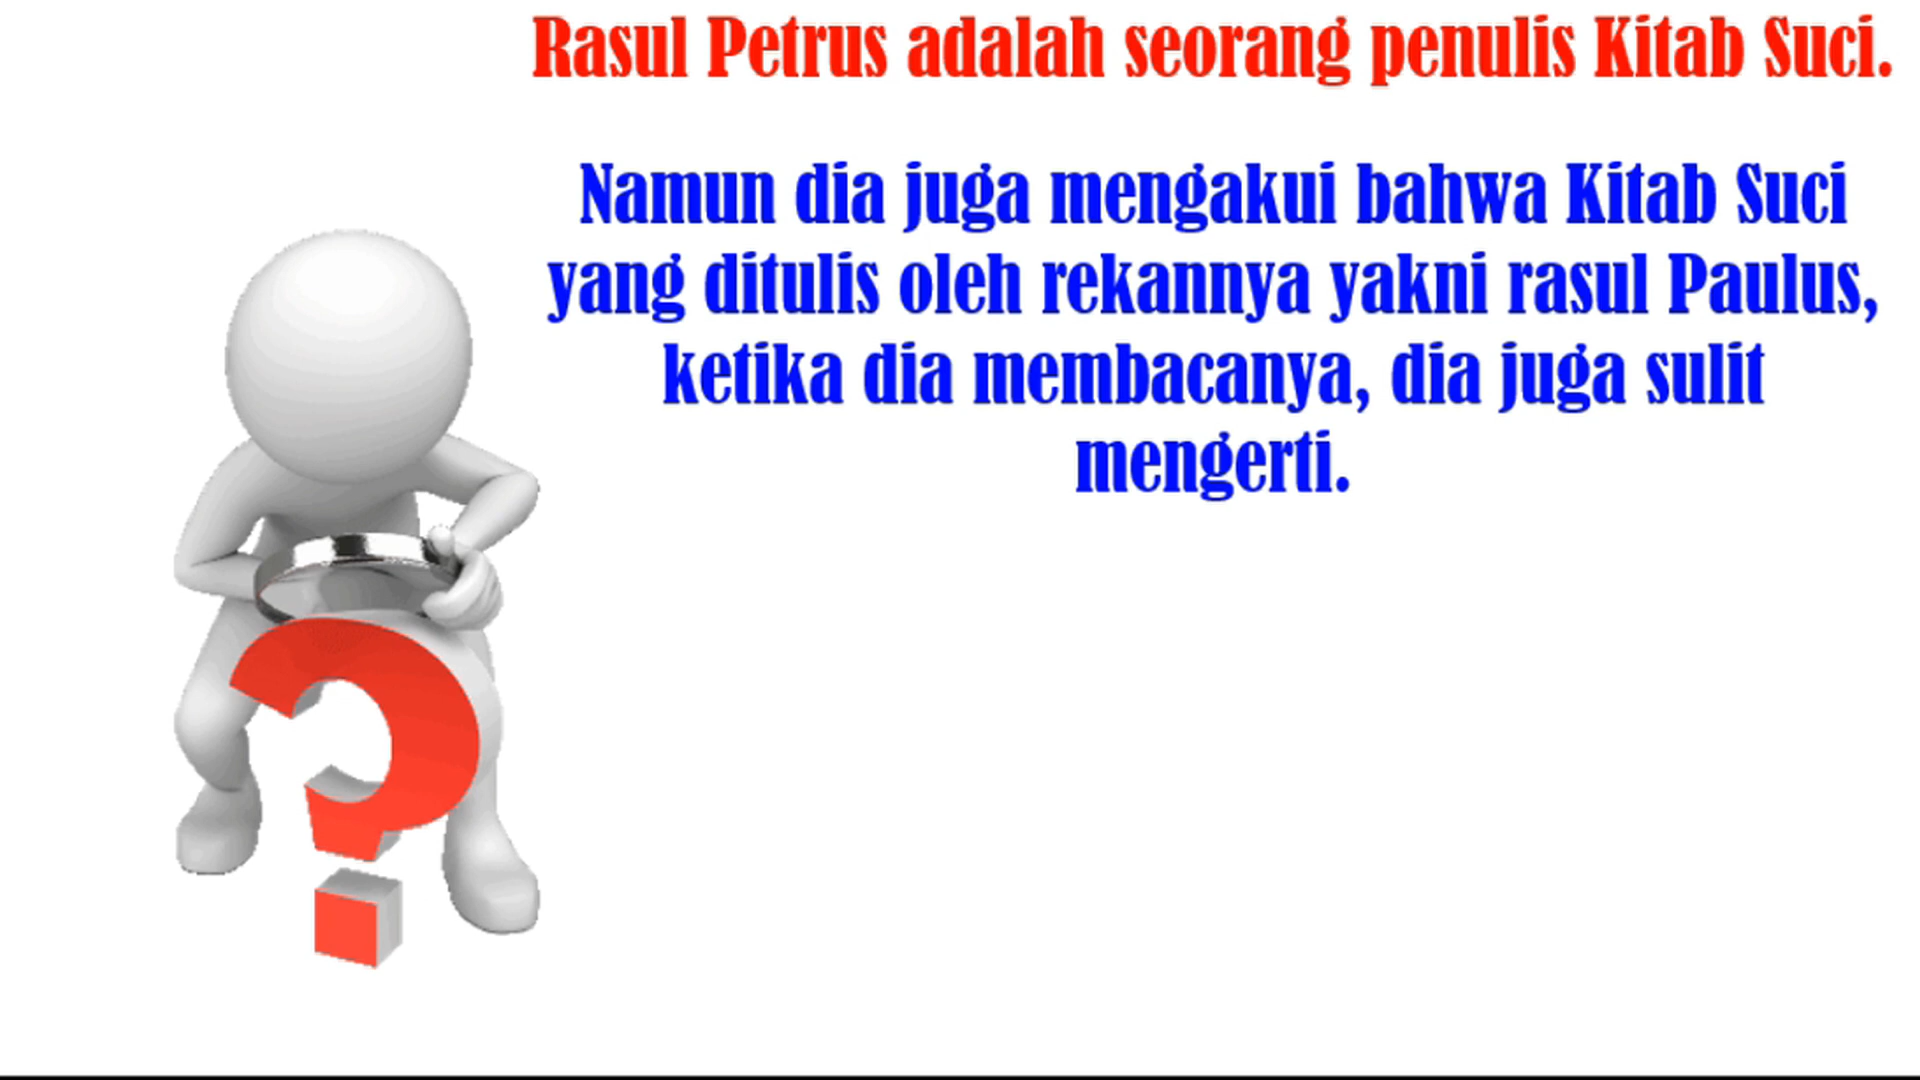 Rasul Petrus adalah seorang penulis Kitab Suci.
Namun dia juga mengakui bahwa Kitab Suci
yang ditulis oleh rekannya yakni rasul Paulus,
ketika dia membacanya, dia juga sulit
mengerti.